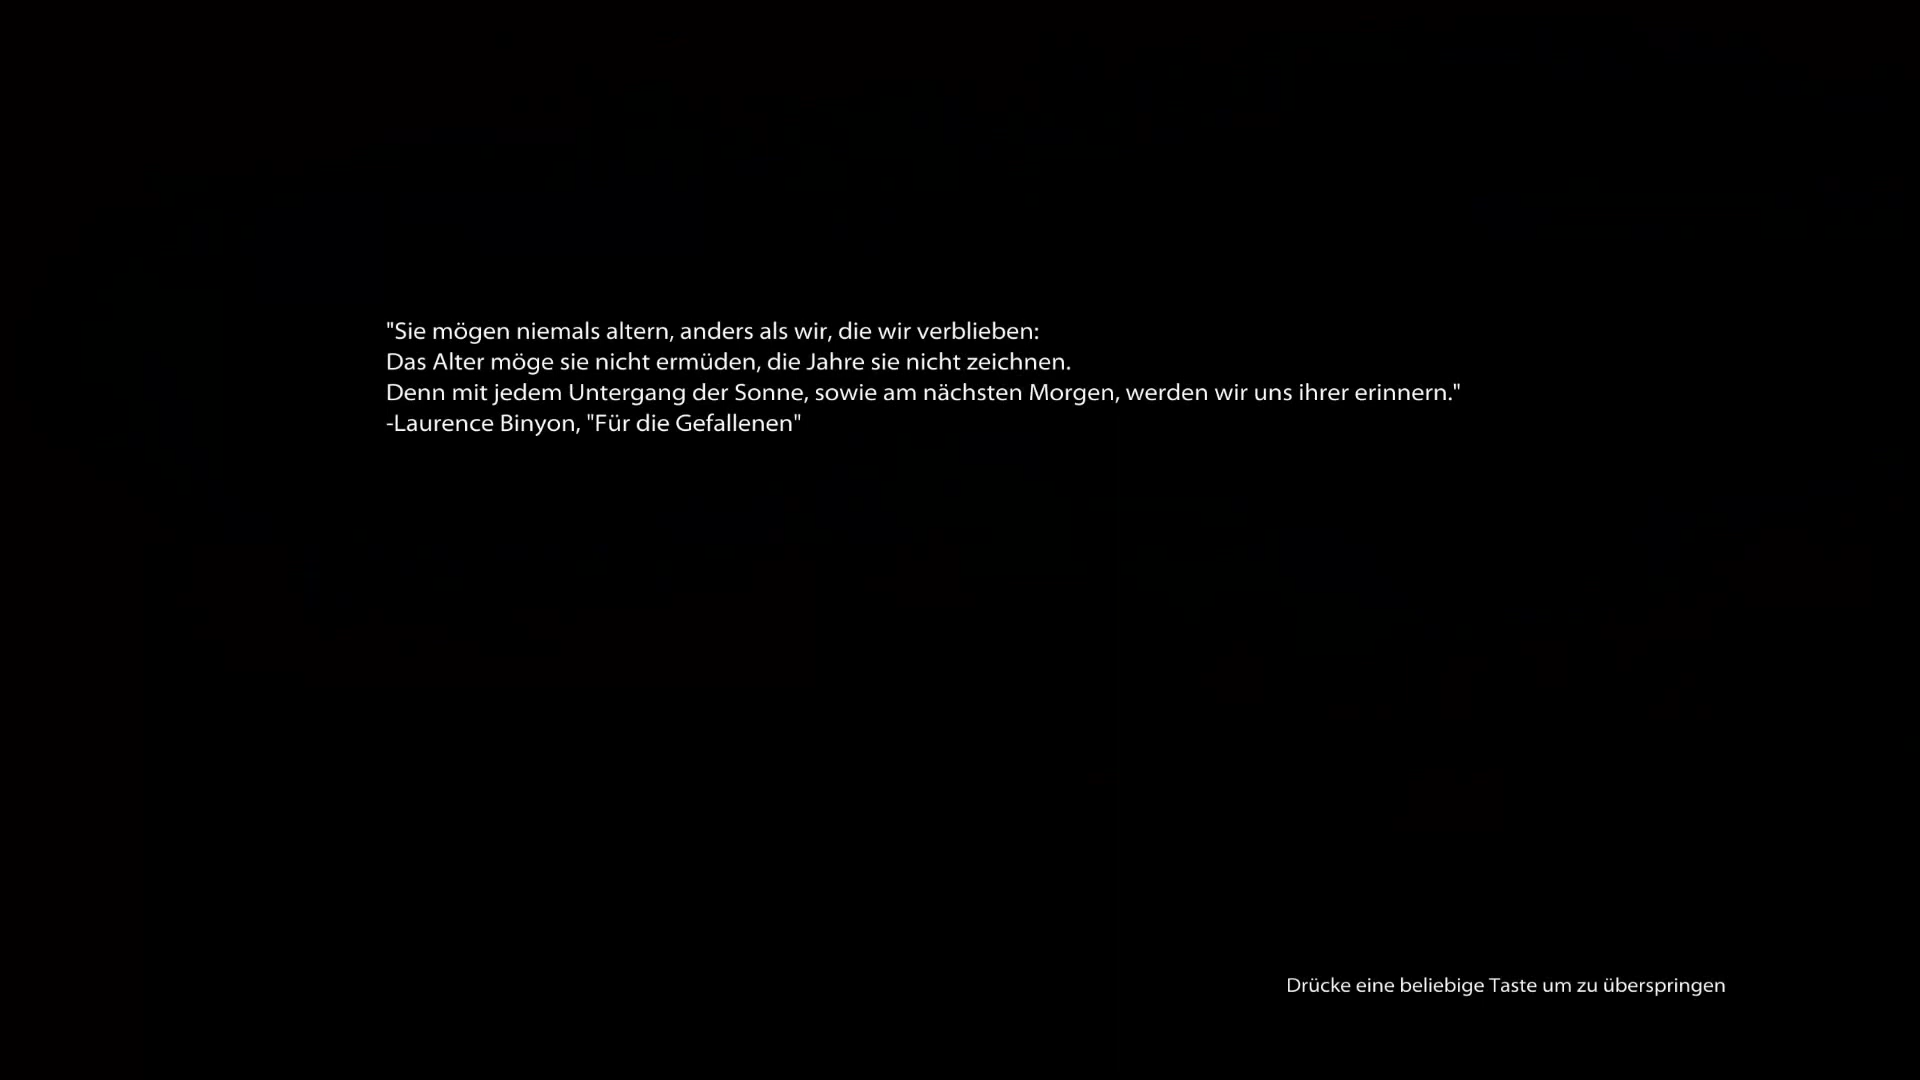 "Sie mögen niemals altern, anders als wir, die wir verblieben:
Das Alter möge sie nicht ermüden, die Jahre sie nicht zeichnen.
Denn mit jedem Untergang der Sonne, sowie am nächsten Morgen, werden wir uns ihrer erinnern."
-Laurence Binyon, "Für die Gefallenen"
Drücke eine beliebige Taste um zu überspringen